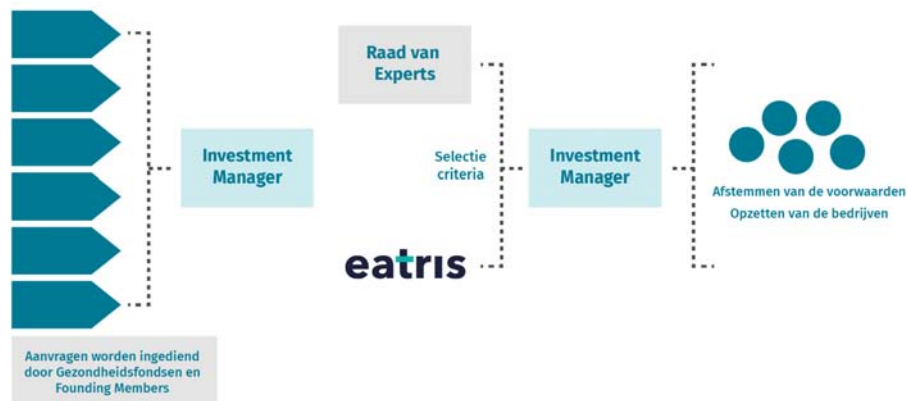 Raad van
Experts
Investment
Manager
Selectie
criteria
Investment
Manager
Afstemmen van de voorwaarden
Opzetten van de bedrijven
eatris
Aanvragen worden ingediend
door Gezondheidsfondsen en
Founding Members